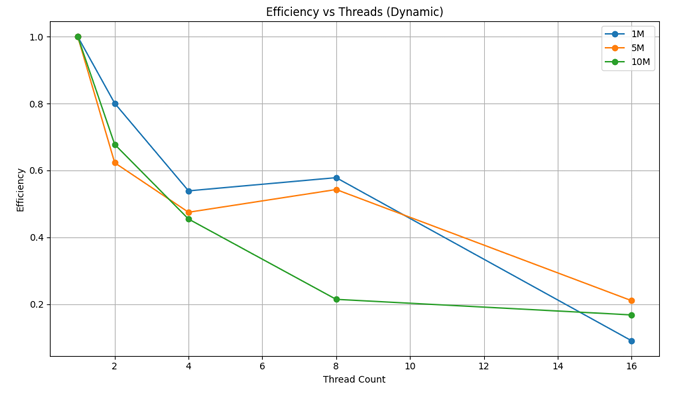 Efficiency vs Threads (Dynamic)
1M
5M
10M
1.0
0.8
0.6
0.4
0.2
Efficiency
2 4 6 8 10 12 14 16
Thread Count